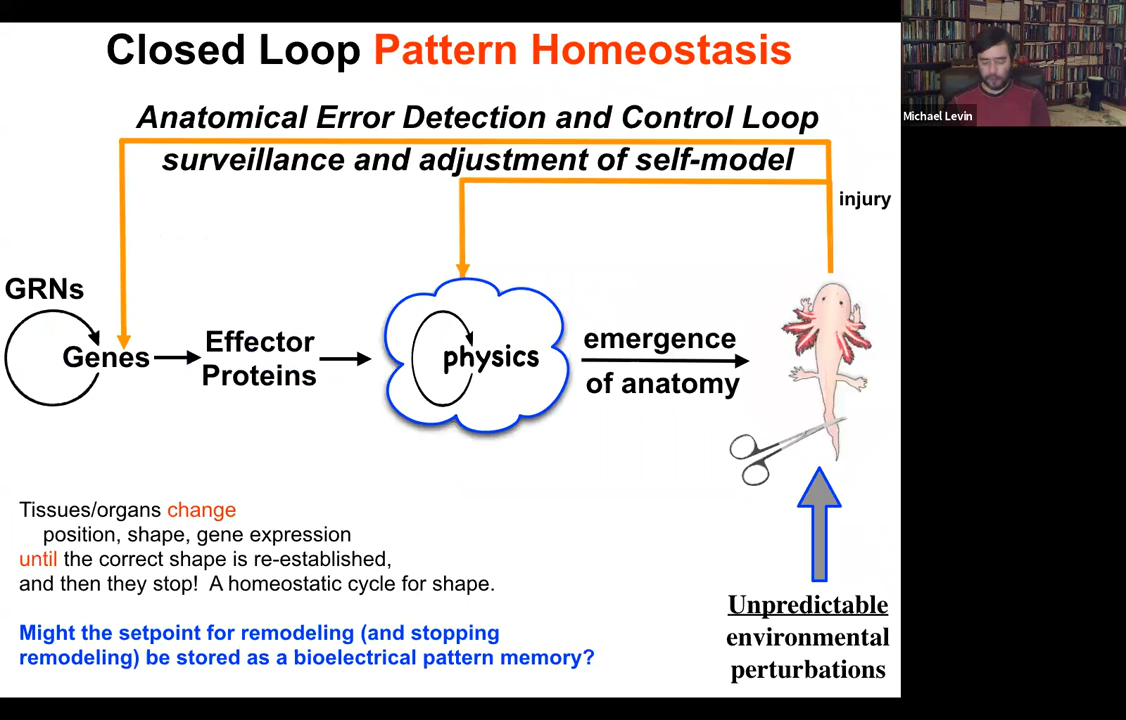 Closed Loop Pattern Homeostasis
Michael Levin
Anatomical Error Detection and Control Loop
surveillance and adjustment of self-model
injury
GRNs
Genes
Effector
Proteins
physics
emergence
of anatomy
Tissues/organs change
position, shape, gene expression
until the correct shape is re-established,
and then they stop! A homeostatic cycle for shape.
Might the setpoint for remodeling (and stopping
remodeling) be stored as a bioelectrical pattern memory?
Unpredictable
environmental
perturbations